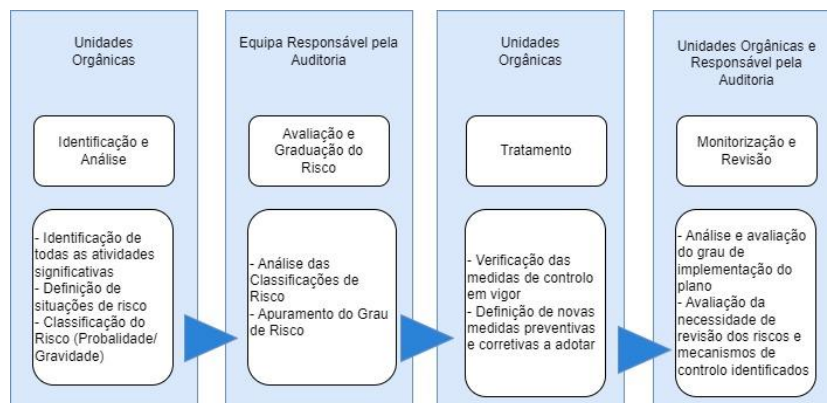 Unidades
Orgânicas
Identificação e
Análise
- Identificação de
todas as atividades
significativas
- Definição de
situações de risco
- Classificação do
Risco (Probalidade/
Gravidade)
Equipa Responsável pela
Auditoria
Avaliação e
Graduação do
Risco
- Análise das
Classificações de
Risco
- Apuramento do Grau
de Risco
Unidades
Orgânicas
Tratamento
- Verificação das
medidas de controlo
em vigor
- Definição de novas
medidas preventivas
e corretivas a adotar
Unidades Orgânicas e
Responsável pela
Auditoria
Monitorização e
Revisão
- Análise e avaliação
do grau de
implementação do
plano
- Avaliação da
necessidade de
revisão dos riscos e
mecanismos de
controlo identificados